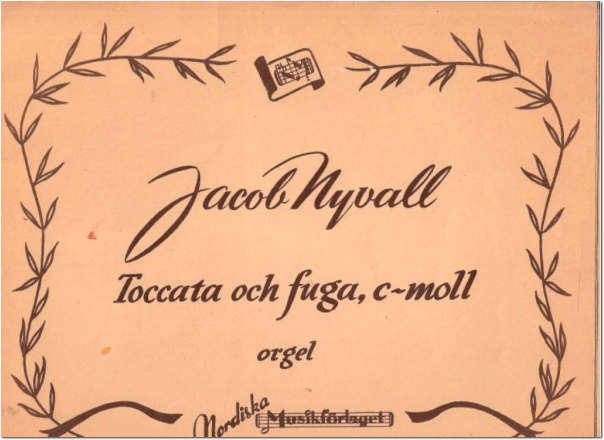 Jacob Nyvall
Toccata och fuga, c~moll
orgel
Nordiska Musikförlaget